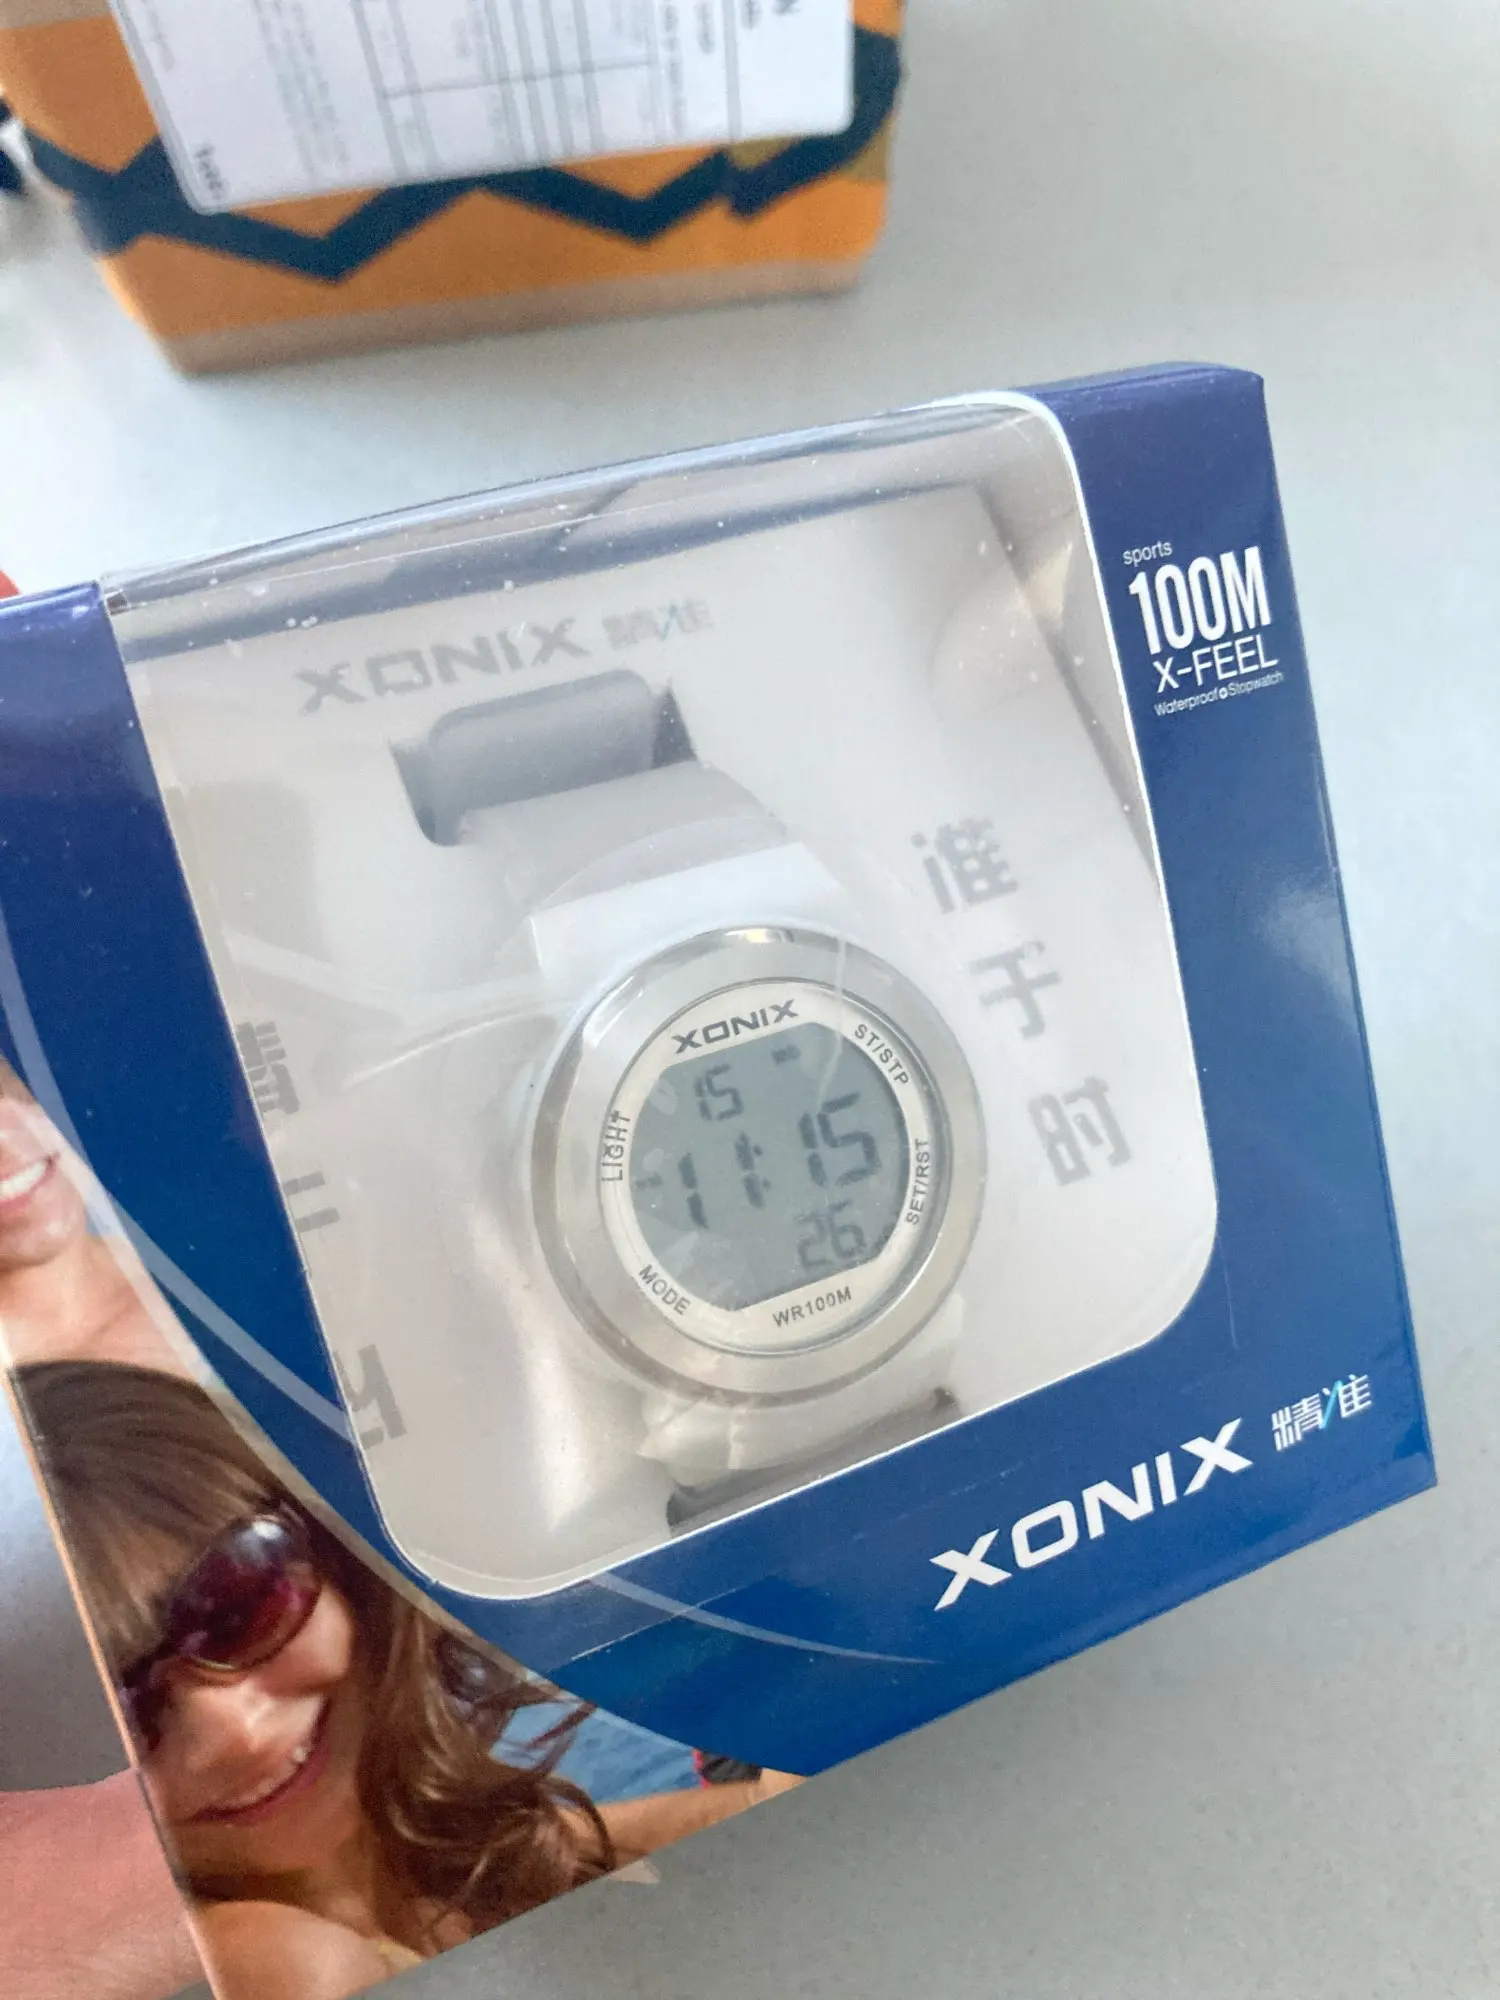 sports
100M
X-FEEL
Waterproof Stopwatch
XONIX 精准
准
于
时
XONIX
ST/STP
15
LIGHT
11:15
SET/RST
26
MODE
WR100M
XONIX 精准